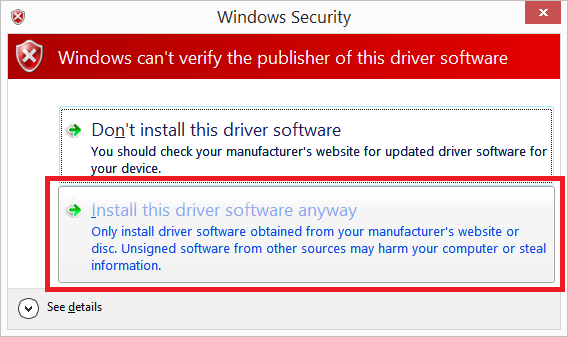 Windows Security
Windows can't verify the publisher of this driver software
Don't install this driver software
You should check your manufacturer's website for updated driver software for
your device.
Install this driver software anyway
Only install driver software obtained from your manufacturer's website or
disc. Unsigned software from other sources may harm your computer or steal
information.
See details